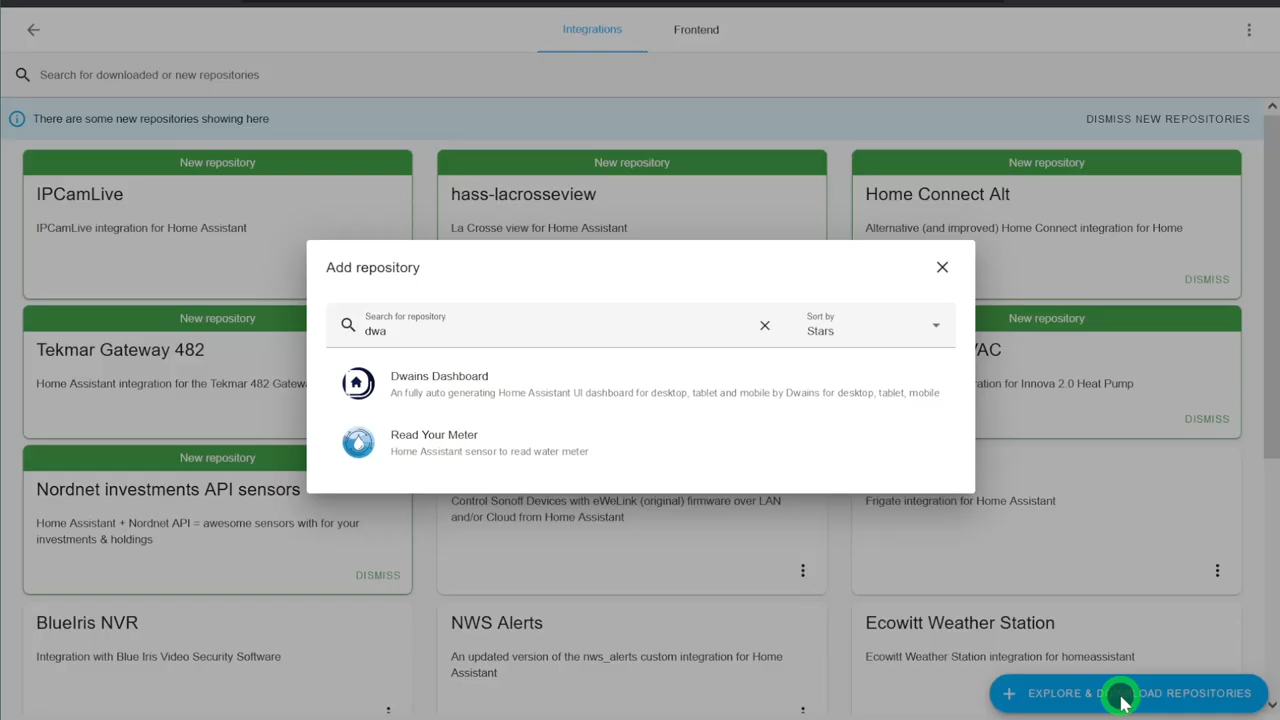 Integrations
Frontend
Search for downloaded or new repositories
There are some new repositories showing here
DISMISS NEW REPOSITORIES
New repository
New repository
New repository
IPCamLive
hass-lacrosseview
Home Connect Alt
IPCamLive integration for Home Assistant
La Crosse view for Home Assistant
Alternative (and improved) Home Connect integration for Home
DISMISS
Add repository
Search for repository
dwa
Sort by
Stars
Dwains Dashboard
An fully auto generating Home Assistant UI dashboard for desktop, tablet and mobile by Dwains for desktop, tablet, mobile
Read Your Meter
Home Assistant sensor to read water meter
New repository
New repository
Tekmar Gateway 482
Home Assistant integration for the Tekmar 482 Gatew
for Innova 2.0 Heat Pump
DISMISS
New repository
Nordnet investments API sensors
Home Assistant + Nordnet API = awesome sensors with for your
investments & holdings
DISMISS
Control Sonoff Devices with eWeLink (original) firmware over LAN
and/or Cloud from Home Assistant
Frigate integration for Home Assistant
BlueIris NVR
NWS Alerts
Ecowitt Weather Station
Integration with Blue Iris Video Security Software
An updated version of the nws_alerts custom integration for Home
Assistant
Ecowitt Weather Station integration for homeassistant
EXPLORE & D LOAD REPOSITORIES